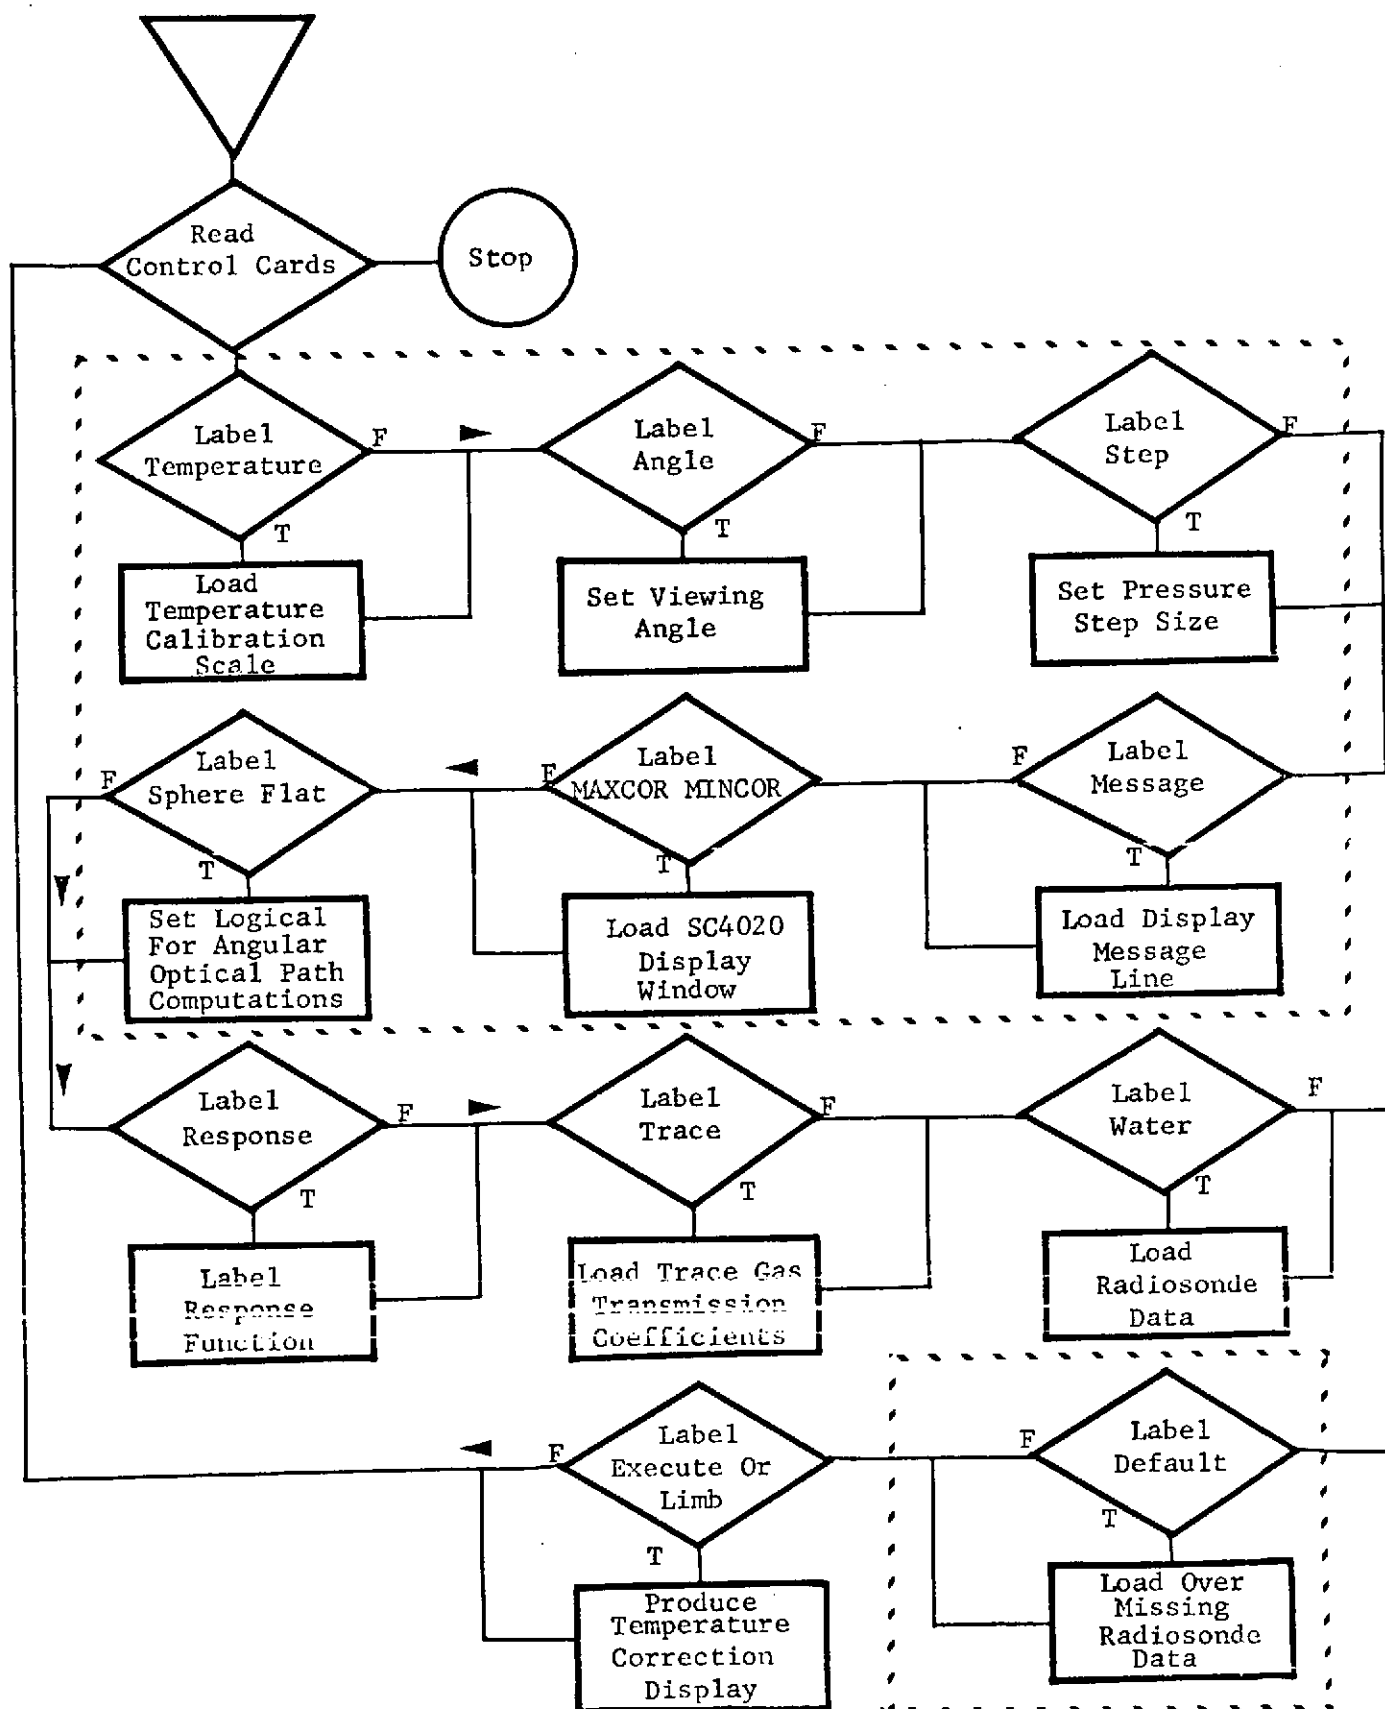 Read
Control Cards
Stop
Label
Temperature
F
T
Load
Temperature
Calibration
Scale
Label
Angle
F
T
Set Viewing
Angle
Label
Step
F
T
Set Pressure
Step Size
Label
Message
F
T
Load Display
Message
Line
Label
MAXCOR MINCOR
F
T
Load SC4020
Display
Window
Label
Sphere Flat
F
T
Set Logical
For Angular
Optical Path
Computations
Label
Response
F
T
Label
Response
Function
Label
Trace
F
T
Load Trace Gas
Transmission
Coefficients
Label
Water
F
T
Load
Radiosonde
Data
Label
Default
F
T
Load Over
Missing
Radiosonde
Data
Label
Execute Or
Limb
F
T
Produce
Temperature
Correction
Display